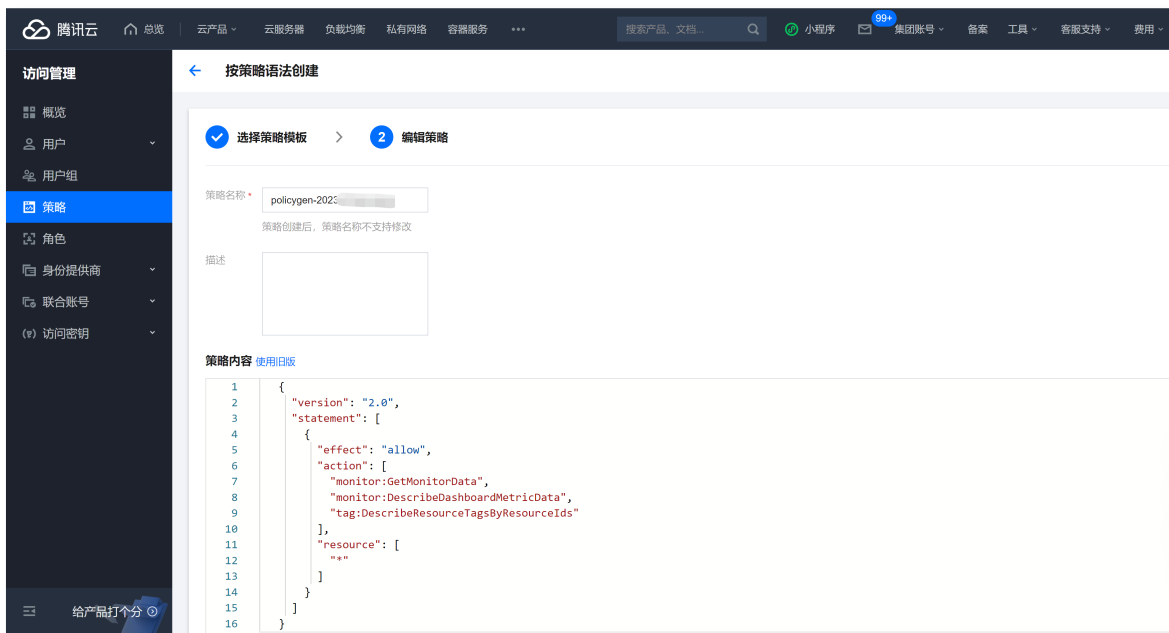 腾讯云 总览 云产品 云服务器 负载均衡 私有网络 容器服务 ••• 搜索产品、文档... 小程序 99+ 集团账号 备案 工具 客服支持 费用
访问管理
概览
用户
用户组
策略
角色
身份提供商
联合账号
访问密钥
给产品打个分
按策略语法创建
选择策略模板 2 编辑策略
策略名称* policygen-2023
策略创建后，策略名称不支持修改
描述
策略内容 使用旧版
1 {
2 "version": "2.0",
3 "statement": [
4 {
5 "effect": "allow",
6 "action": [
7 "monitor:GetMonitorData",
8 "monitor:DescribeDashboardMetricData",
9 "tag:DescribeResourceTagsByResourceIds"
10 ],
11 "resource": [
12 "*"
13 ]
14 }
15 ]
16 }